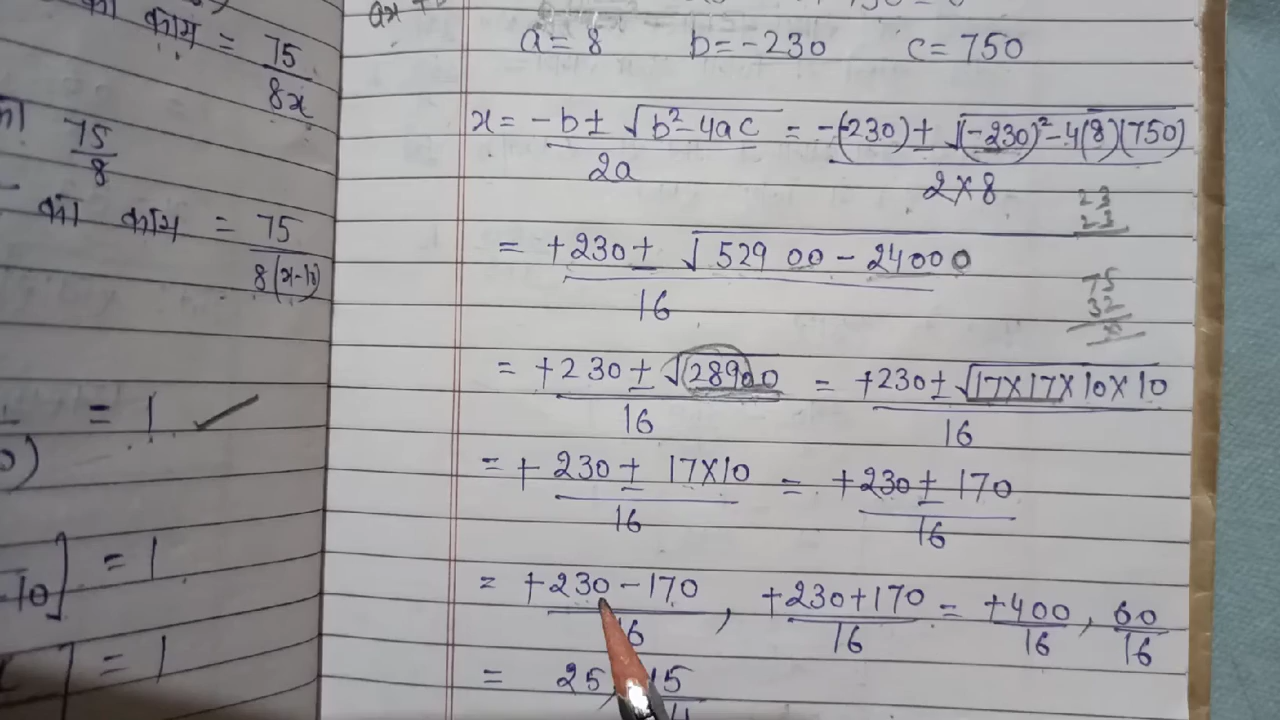 काय = 75/8x
75/8
का काय = 75/8(x-10)
= 1 ✓
-10] = 1
] = 1
a = 8 b = -230 c = 750
x = -b ± √b²-4ac / 2a = -(-230) ± √(-230)² - 4(8)(750) / 2×8
23
23
= +230 ± √52900 - 24000 / 16
75
32
= +230 ± √28900 / 16 = +230 ± √17×17×10×10 / 16
= +230 ± 17×10 / 16 = +230 ± 170 / 16
= +230-170 / 16 , +230+170 / 16 = +400/16 , 60/16
= 25 15/4